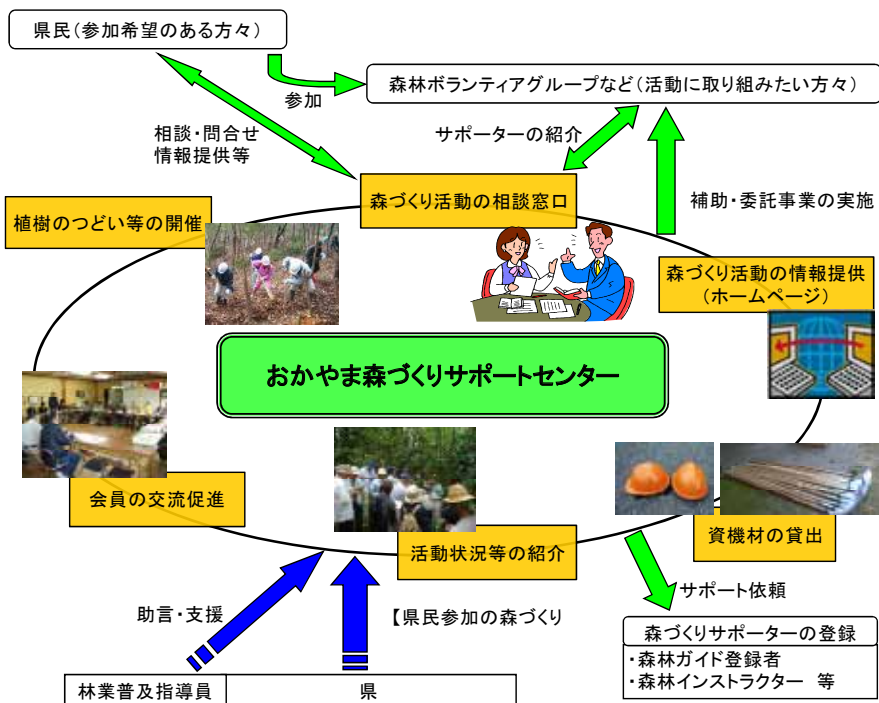 県民(参加希望のある方々)
森林ボランティアグループなど(活動に取り組みたい方々)
参加
相談・問合せ
情報提供等
サポーターの紹介
補助・委託事業の実施
森づくり活動の相談窓口
植樹のつどい等の開催
森づくり活動の情報提供
(ホームページ)
おかやま森づくりサポートセンター
会員の交流促進
活動状況等の紹介
資機材の貸出
サポート依頼
助言・支援
【県民参加の森づくり
森づくりサポーターの登録
・森林ガイド登録者
・森林インストラクター 等
林業普及指導員
県